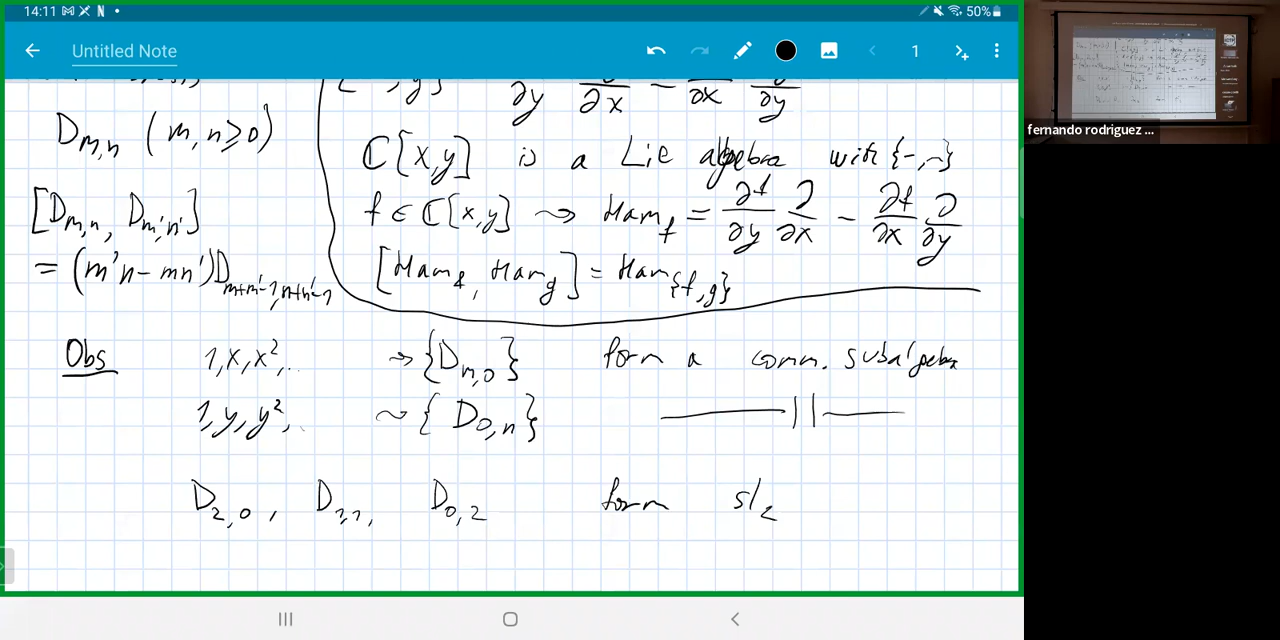 14:11
50%
Untitled Note
1
fernando rodriguez ...
∂y ∂x − ∂x ∂y
D_{m,n} (m, n ≥ 0)
ℂ[x,y] is a Lie algebra with {-,-}
[D_{m,n}, D_{m',n'}]
= (m'n − mn') D_{m+m'-1, n+n'-1}
f ∈ ℂ[x,y] ⇝ Ham_f = ∂f/∂y ∂/∂x − ∂f/∂x ∂/∂y
[Ham_f, Ham_g] = Ham_{{f,g}}
Obs 1, x, x², .. → {D_{m,0}} form a comm. subalgebra
1, y, y², .. ~ {D_{0,n}} —||—
D_{2,0}, D_{1,1}, D_{0,2} form sl_2